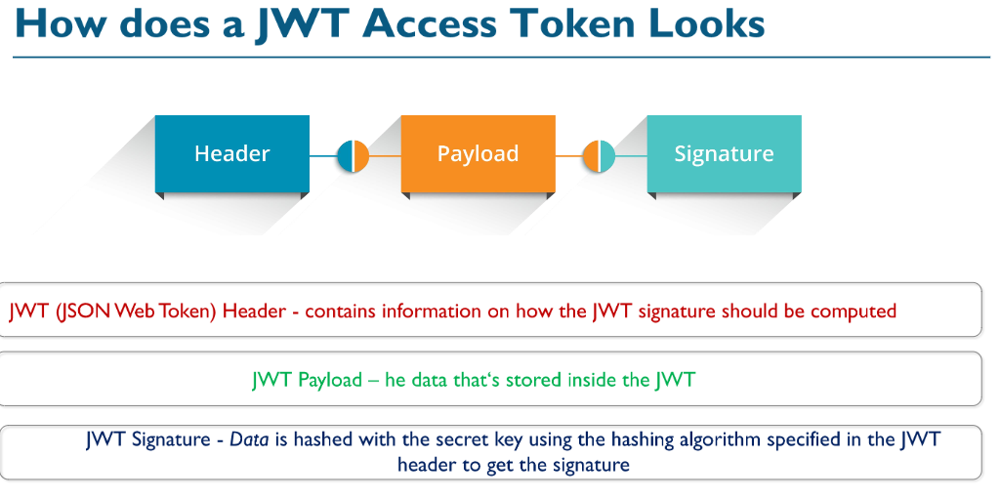 How does a JWT Access Token Looks
Header
Payload
Signature
JWT (JSON Web Token) Header - contains information on how the JWT signature should be computed
JWT Payload – he data that's stored inside the JWT
JWT Signature - Data is hashed with the secret key using the hashing algorithm specified in the JWT
header to get the signature